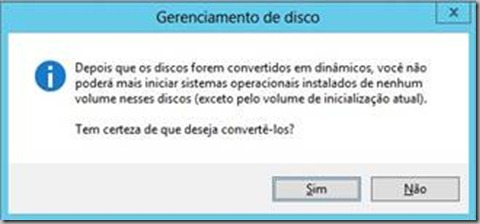 Gerenciamento de disco
x
Depois que os discos forem convertidos em dinâmicos, você não
poderá mais iniciar sistemas operacionais instalados de nenhum
volume nesses discos (exceto pelo volume de inicialização atual).
Tem certeza de que deseja convertê-los?
Sim
Não